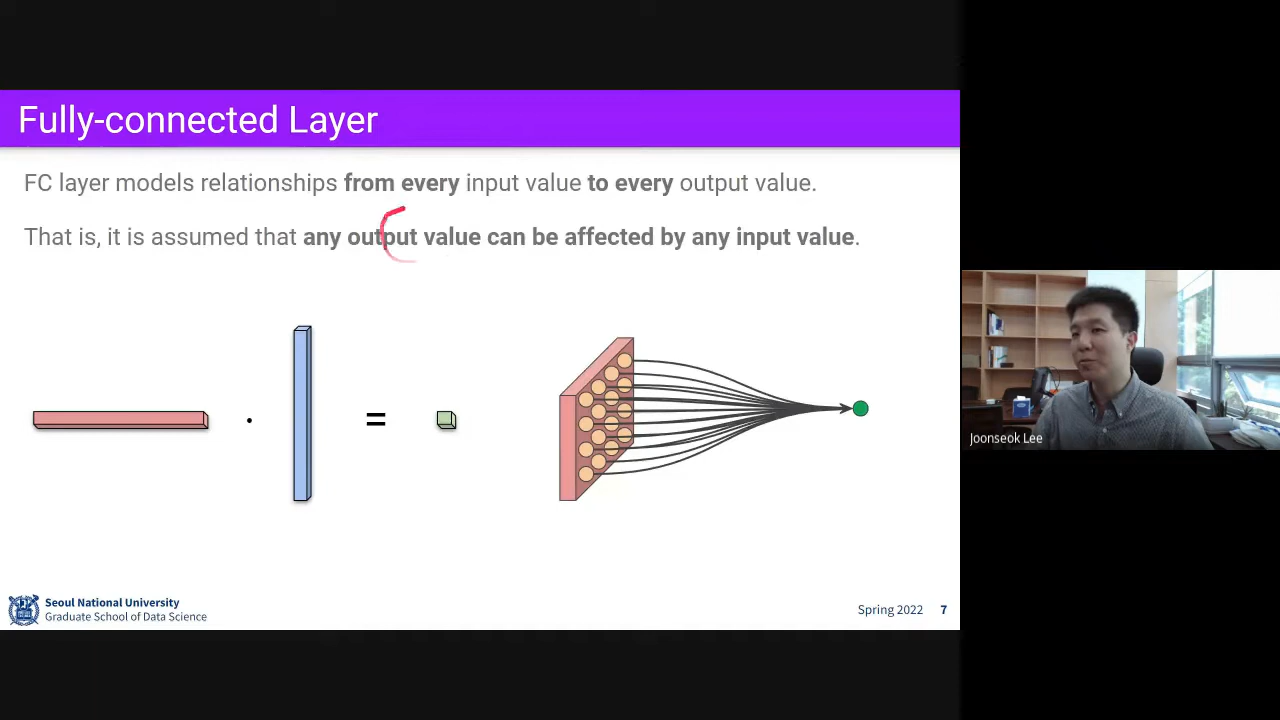 Fully-connected Layer
FC layer models relationships from every input value to every output value.
That is, it is assumed that any output value can be affected by any input value.
· =
Joonseok Lee
Seoul National University
Graduate School of Data Science
Spring 2022 7